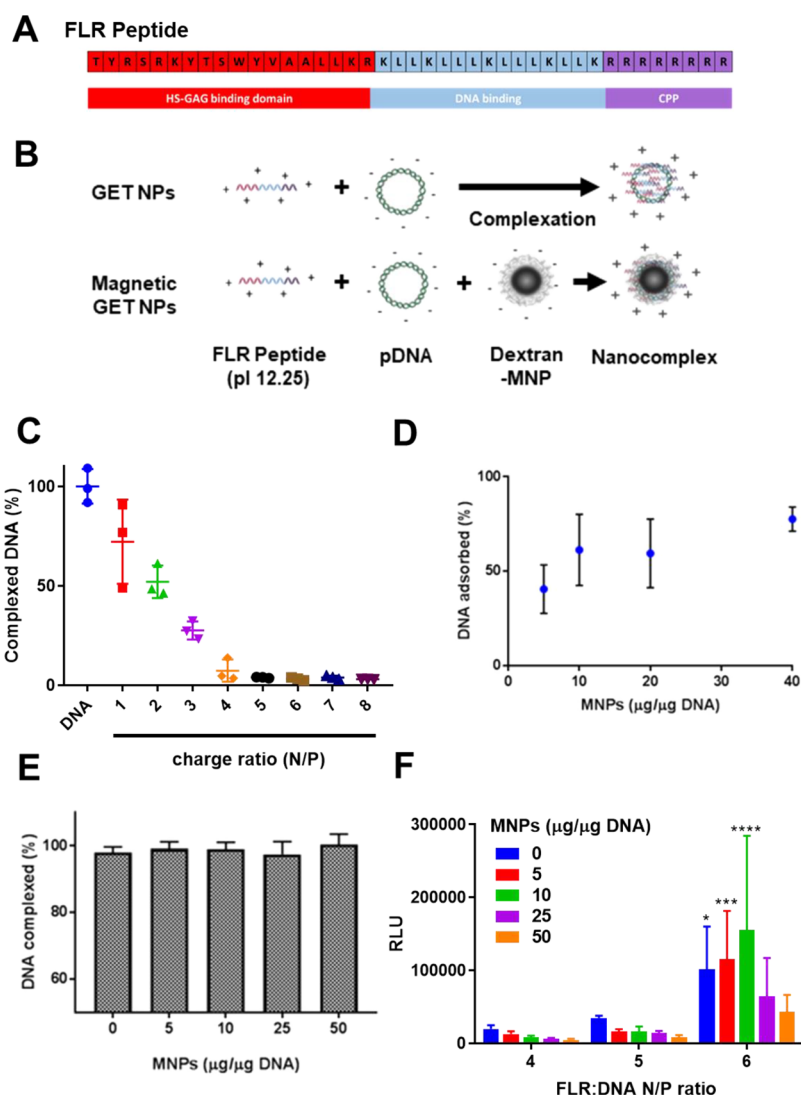 A
FLR Peptide
T Y R S R K Y T S W Y V A A L L K R K L L K L L L K L L L K L L K R R R R R R R R
HS-GAG binding domain DNA binding CPP
B
GET NPs
+
Complexation
Magnetic
GET NPs
+ +
FLR Peptide
(pI 12.25)
pDNA
Dextran
-MNP
Nanocomplex
C
Complexed DNA (%)
100
50
0
DNA 1 2 3 4 5 6 7 8
charge ratio (N/P)
D
DNA adsorbed (%)
100
50
0
0 10 20 30 40
MNPs (μg/μg DNA)
E
DNA complexed (%)
100
80
60
0 5 10 25 50
MNPs (μg/μg DNA)
F
RLU
300000
200000
100000
0
MNPs (μg/μg DNA)
0
5
10
25
50
* *** ****
4 5 6
FLR:DNA N/P ratio